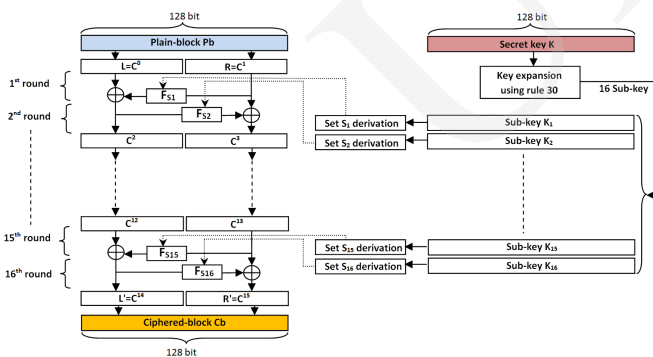 128 bit
128 bit
Plain-block Pb
Secret key K
L=C⁰
R=C¹
1ˢᵗ round
Key expansion
using rule 30
16 Sub-key
F_S1
2ⁿᵈ round
F_S2
Set S₁ derivation
Sub-key K₁
C²
C³
Set S₂ derivation
Sub-key K₂
C¹²
C¹³
15ᵗʰ round
F_S15
Set S₁₅ derivation
Sub-key K₁₅
16ᵗʰ round
F_S16
Set S₁₆ derivation
Sub-key K₁₆
L'=C¹⁴
R'=C¹⁵
Ciphered-block Cb
128 bit